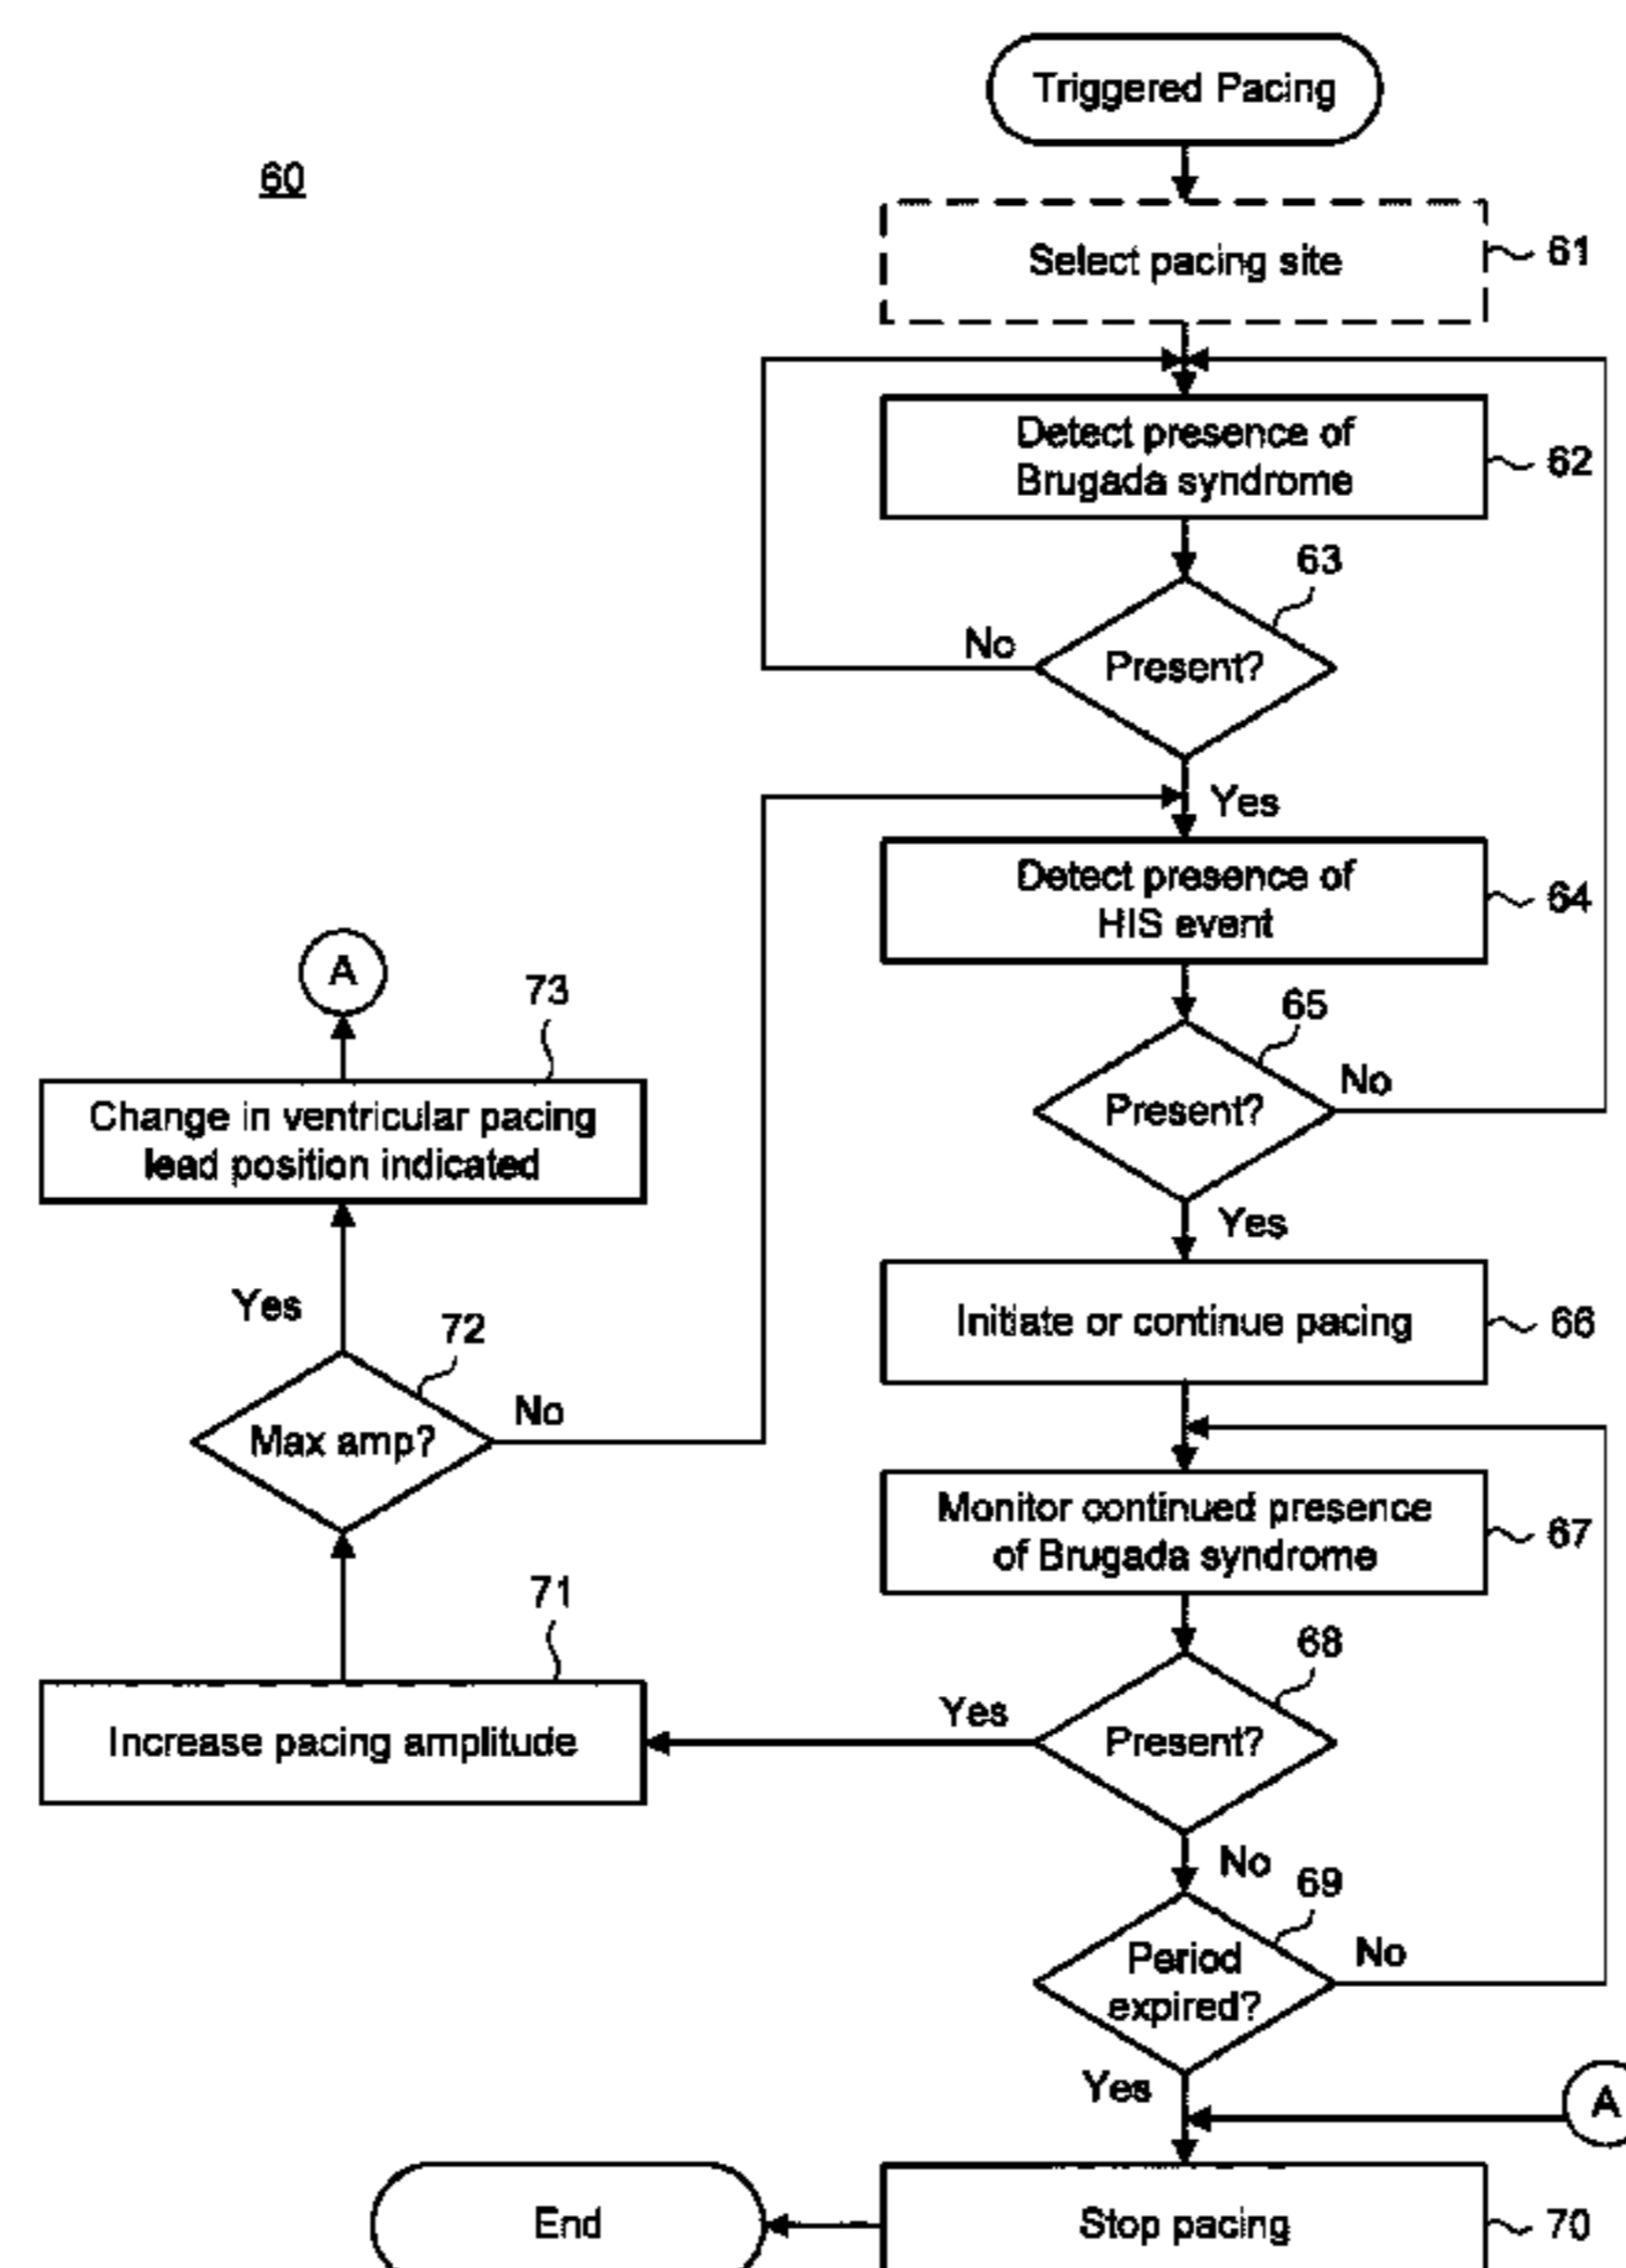 Triggered Pacing
60
Select pacing site
61
Detect presence of
Brugada syndrome
62
63
No
Present?
Yes
Detect presence of
HIS event
64
A
73
65
Change in ventricular pacing
lead position indicated
Present?
No
Yes
Yes
72
Initiate or continue pacing
66
Max amp?
No
Monitor continued presence
of Brugada syndrome
67
71
68
Increase pacing amplitude
Yes
Present?
No
69
Period
expired?
No
Yes
A
End
Stop pacing
70